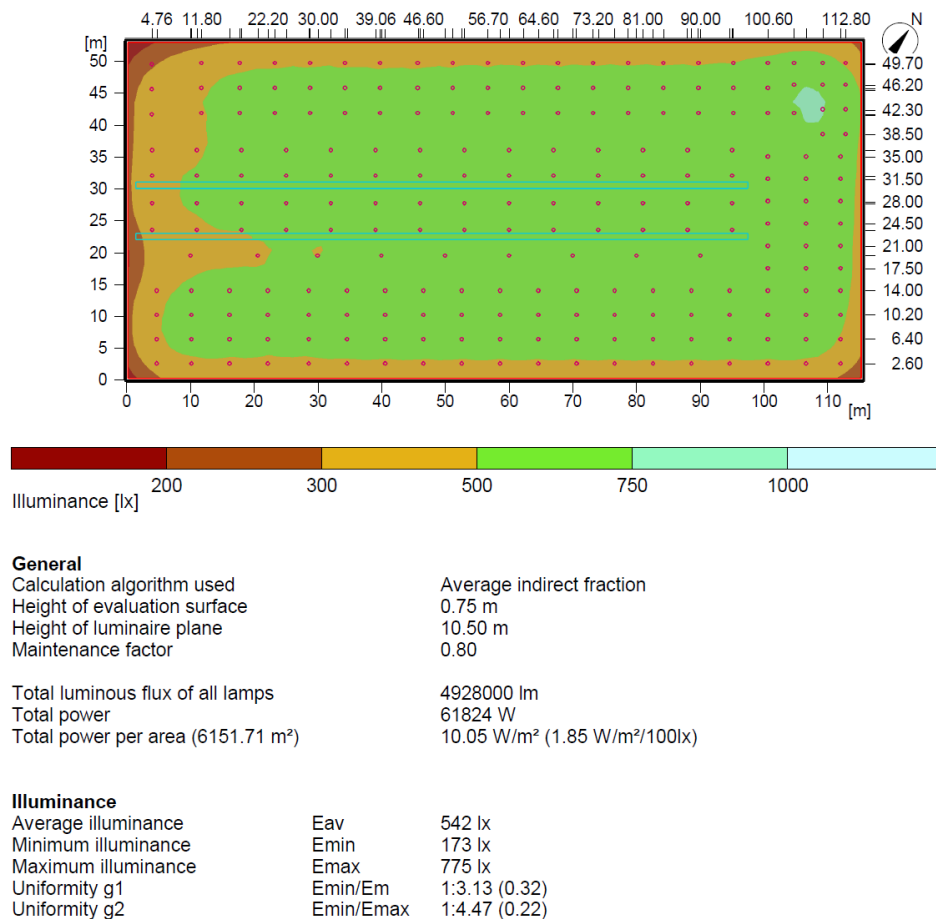 4.76 11.80 22.20 30.00 39.06 46.60 56.70 64.60 73.20 81.00 90.00 100.60 112.80 N
[m]
50 49.70
45 46.20
40 42.30
35 38.50
30 35.00
25 31.50
20 28.00
15 24.50
10 21.00
5 17.50
0 14.00
10.20
6.40
2.60
0 10 20 30 40 50 60 70 80 90 100 110 [m]
200 300 500 750 1000
Illuminance [lx]
General
Calculation algorithm used Average indirect fraction
Height of evaluation surface 0.75 m
Height of luminaire plane 10.50 m
Maintenance factor 0.80
Total luminous flux of all lamps 4928000 lm
Total power 61824 W
Total power per area (6151.71 m²) 10.05 W/m² (1.85 W/m²/100lx)
Illuminance
Average illuminance Eav 542 lx
Minimum illuminance Emin 173 lx
Maximum illuminance Emax 775 lx
Uniformity g1 Emin/Em 1:3.13 (0.32)
Uniformity g2 Emin/Emax 1:4.47 (0.22)